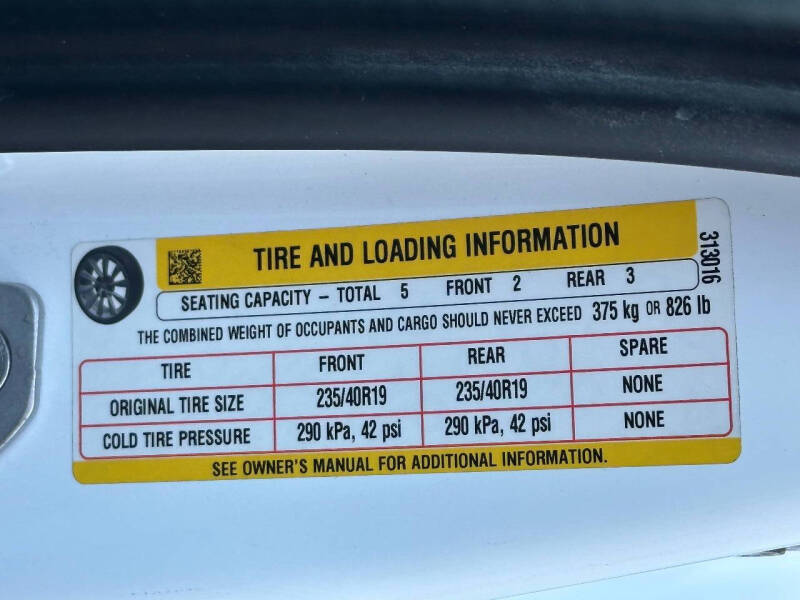 TIRE AND LOADING INFORMATION
313016
SEATING CAPACITY – TOTAL 5 FRONT 2 REAR 3
THE COMBINED WEIGHT OF OCCUPANTS AND CARGO SHOULD NEVER EXCEED 375 kg OR 826 lb
TIRE FRONT REAR SPARE
ORIGINAL TIRE SIZE 235/40R19 235/40R19 NONE
COLD TIRE PRESSURE 290 kPa, 42 psi 290 kPa, 42 psi NONE
SEE OWNER'S MANUAL FOR ADDITIONAL INFORMATION.